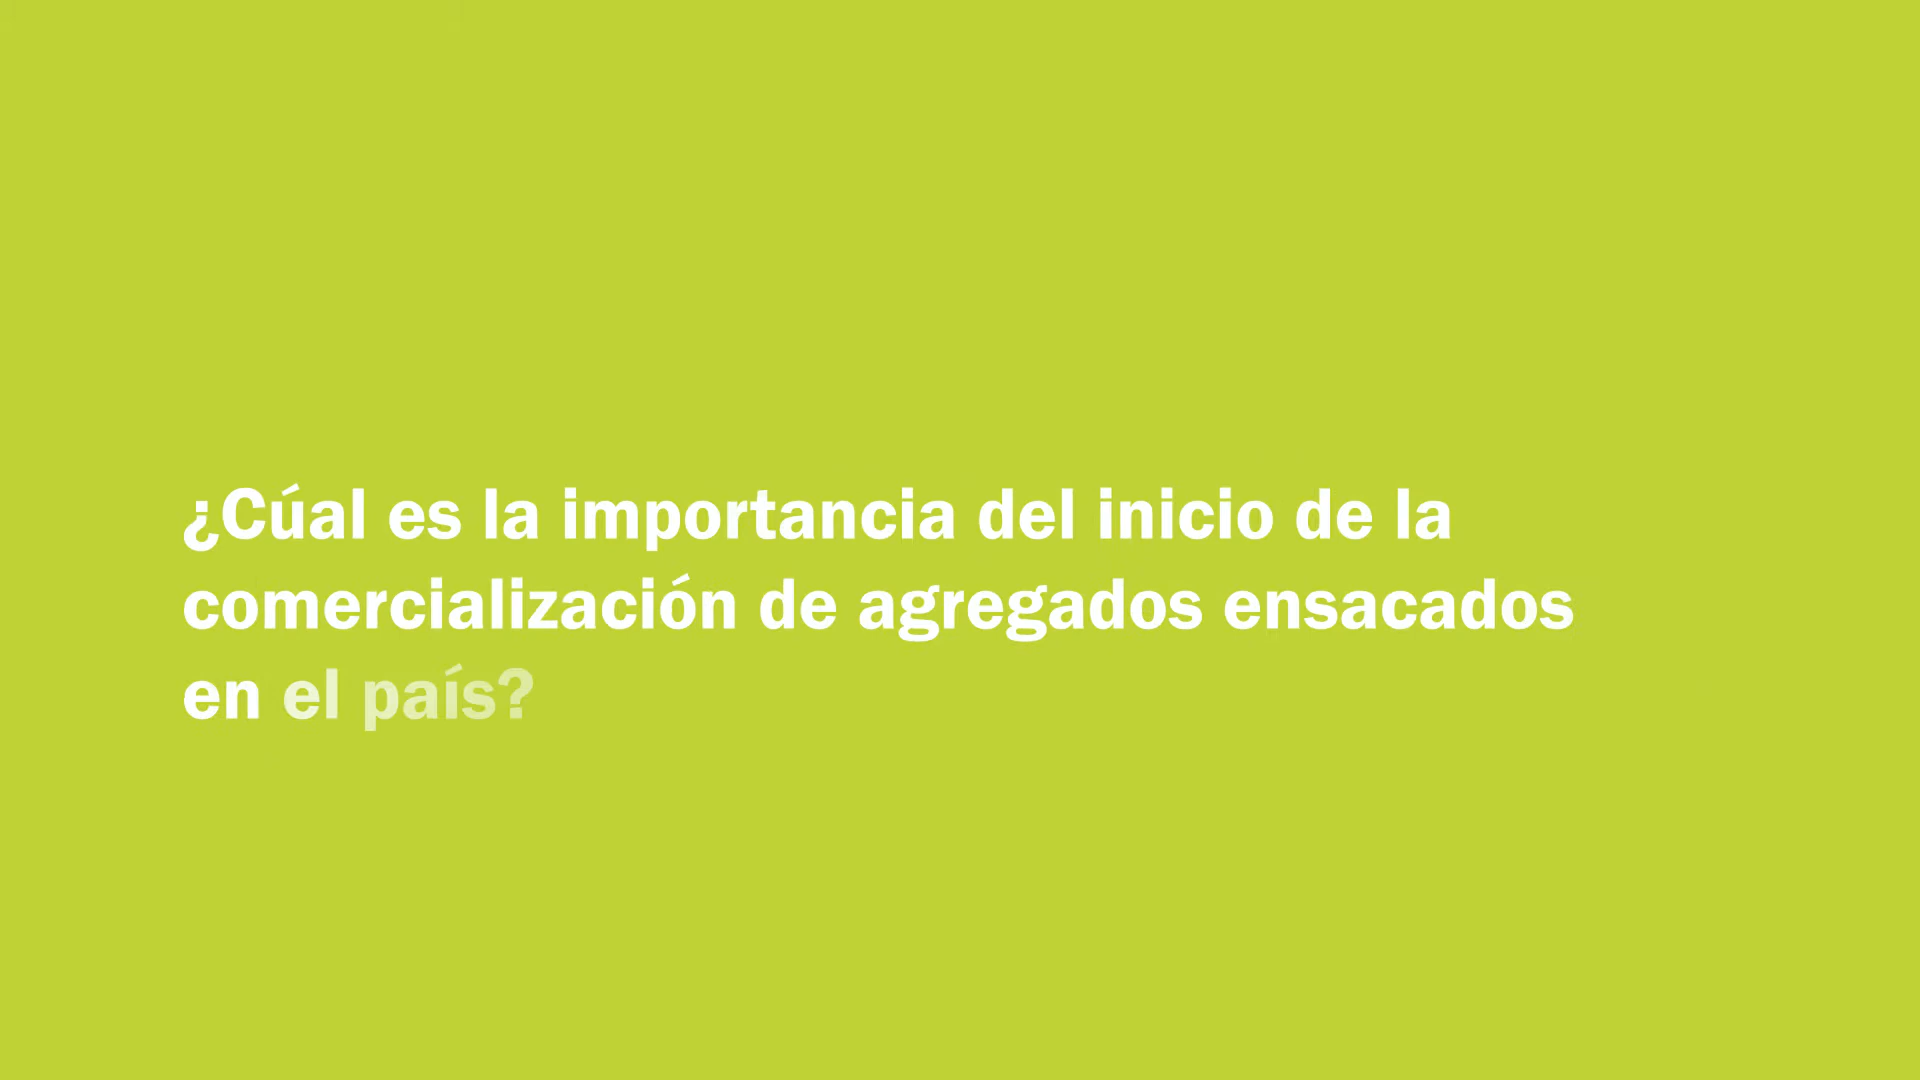 ¿Cúal es la importancia del inicio de la
comercialización de agregados ensacados
en el país?